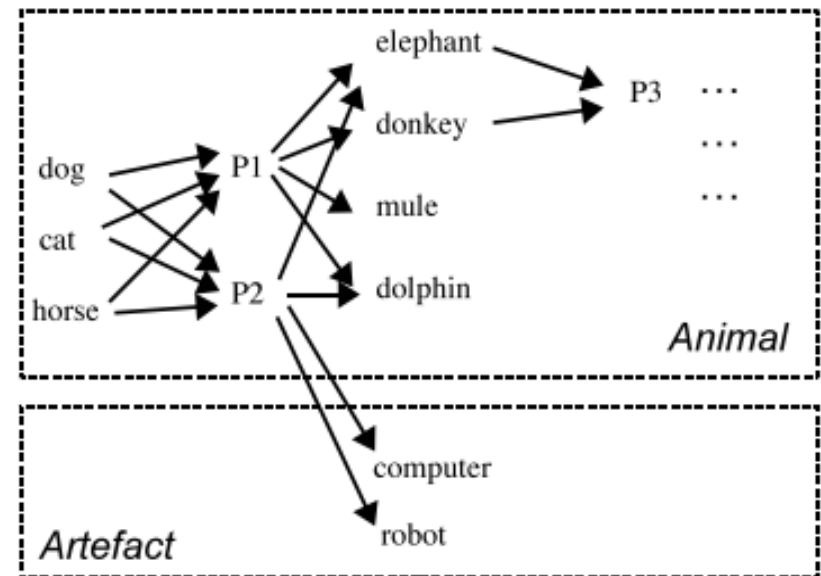 elephant
P3 ...
donkey
...
dog
P1
mule
...
cat
P2
dolphin
horse
Animal
computer
robot
Artefact